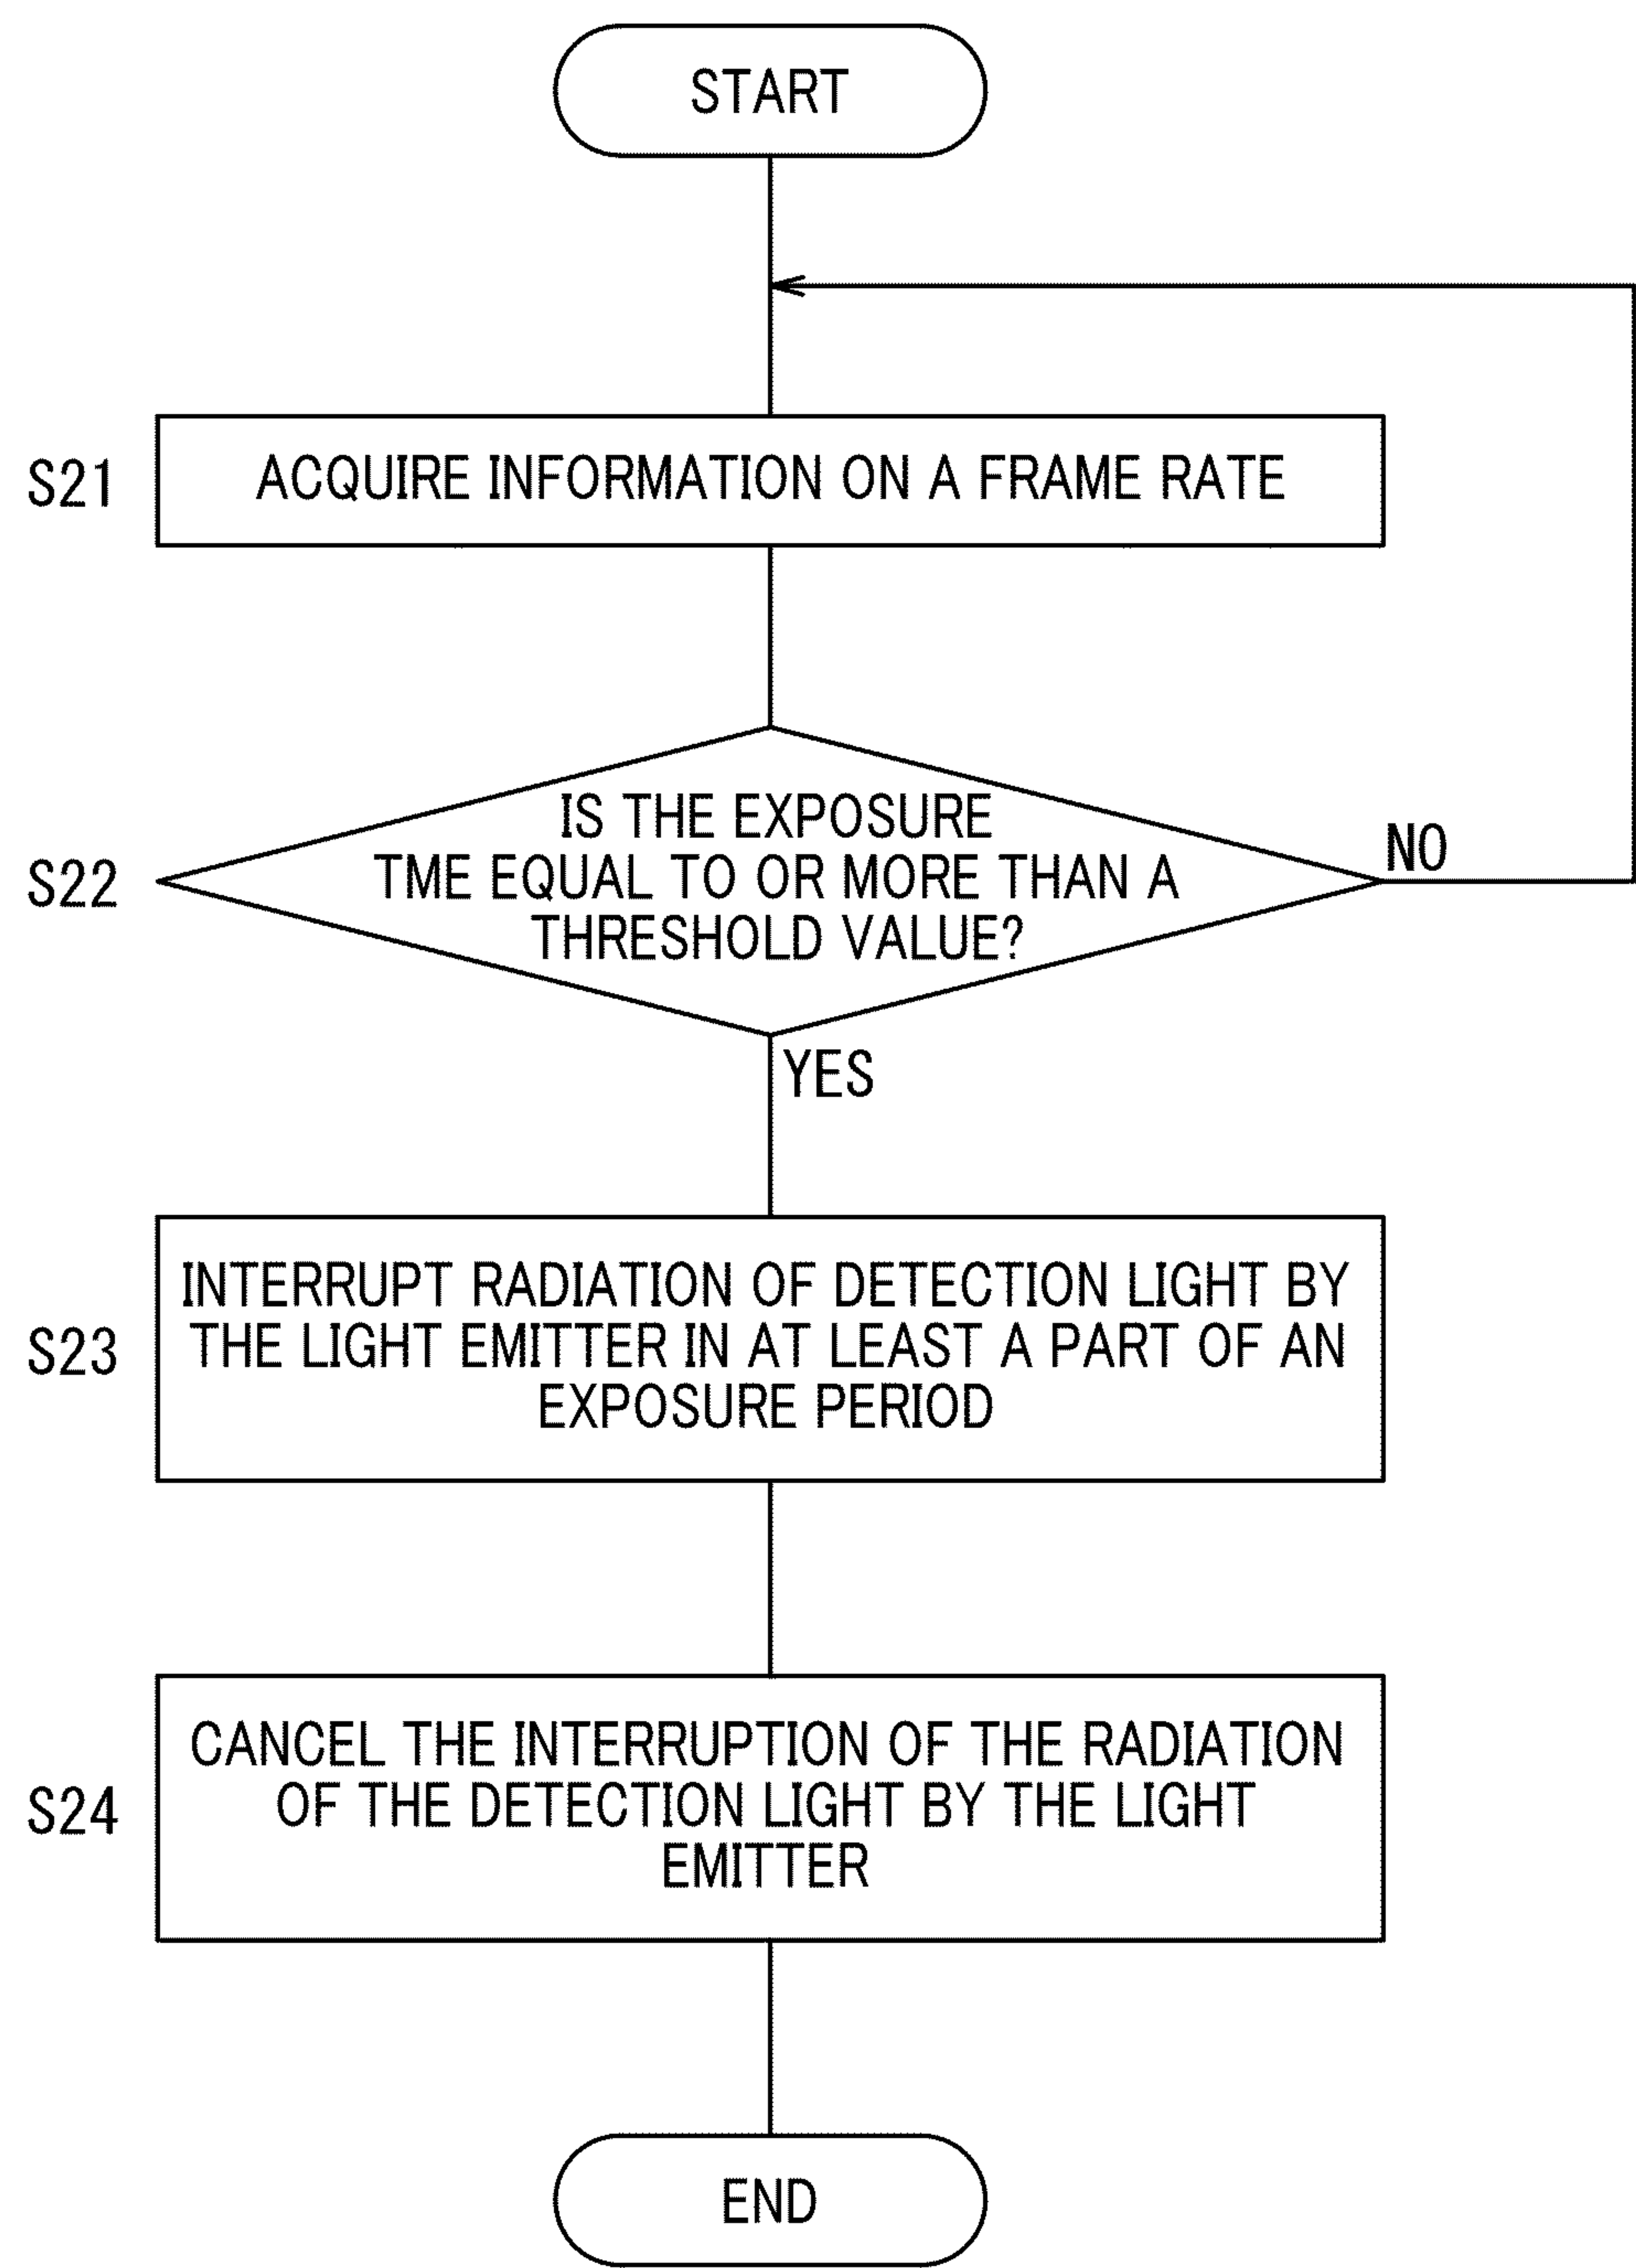 START
S21
ACQUIRE INFORMATION ON A FRAME RATE
S22
IS THE EXPOSURE
TME EQUAL TO OR MORE THAN A
THRESHOLD VALUE?
NO
YES
S23
INTERRUPT RADIATION OF DETECTION LIGHT BY
THE LIGHT EMITTER IN AT LEAST A PART OF AN
EXPOSURE PERIOD
S24
CANCEL THE INTERRUPTION OF THE RADIATION
OF THE DETECTION LIGHT BY THE LIGHT
EMITTER
END